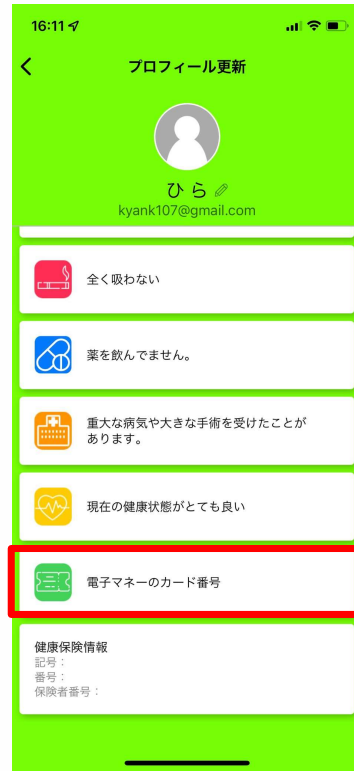 16:11
プロフィール更新
ひ ら
kyank107@gmail.com
全く吸わない
薬を飲んでません。
重大な病気や大きな手術を受けたことが
あります。
現在の健康状態がとても良い
電子マネーのカード番号
健康保険情報
記号：
番号：
保険者番号：